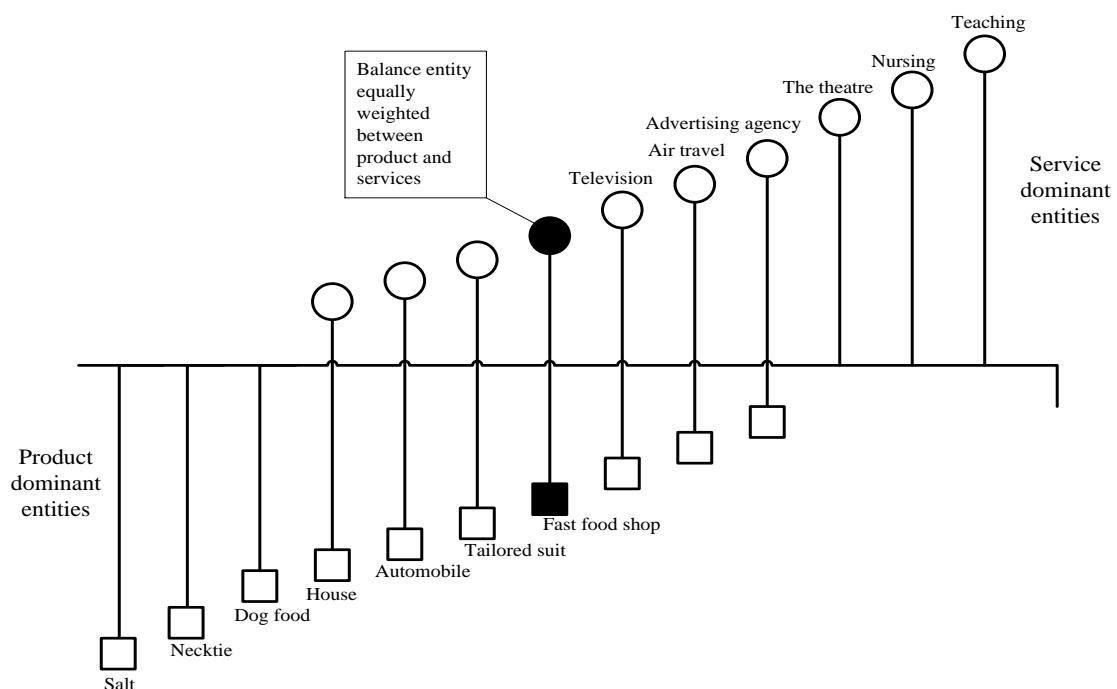 Teaching
Nursing
The theatre
Advertising agency
Air travel
Television
Balance entity
equally
weighted
between
product and
services
Service
dominant
entities
Product
dominant
entities
Fast food shop
Tailored suit
Automobile
House
Dog food
Necktie
Salt